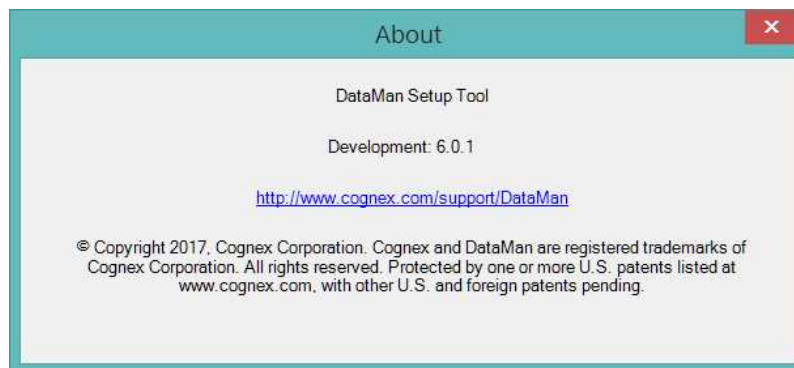 About
DataMan Setup Tool
Development: 6.0.1
http://www.cognex.com/support/DataMan
© Copyright 2017, Cognex Corporation. Cognex and DataMan are registered trademarks of
Cognex Corporation. All rights reserved. Protected by one or more U.S. patents listed at
www.cognex.com, with other U.S. and foreign patents pending.